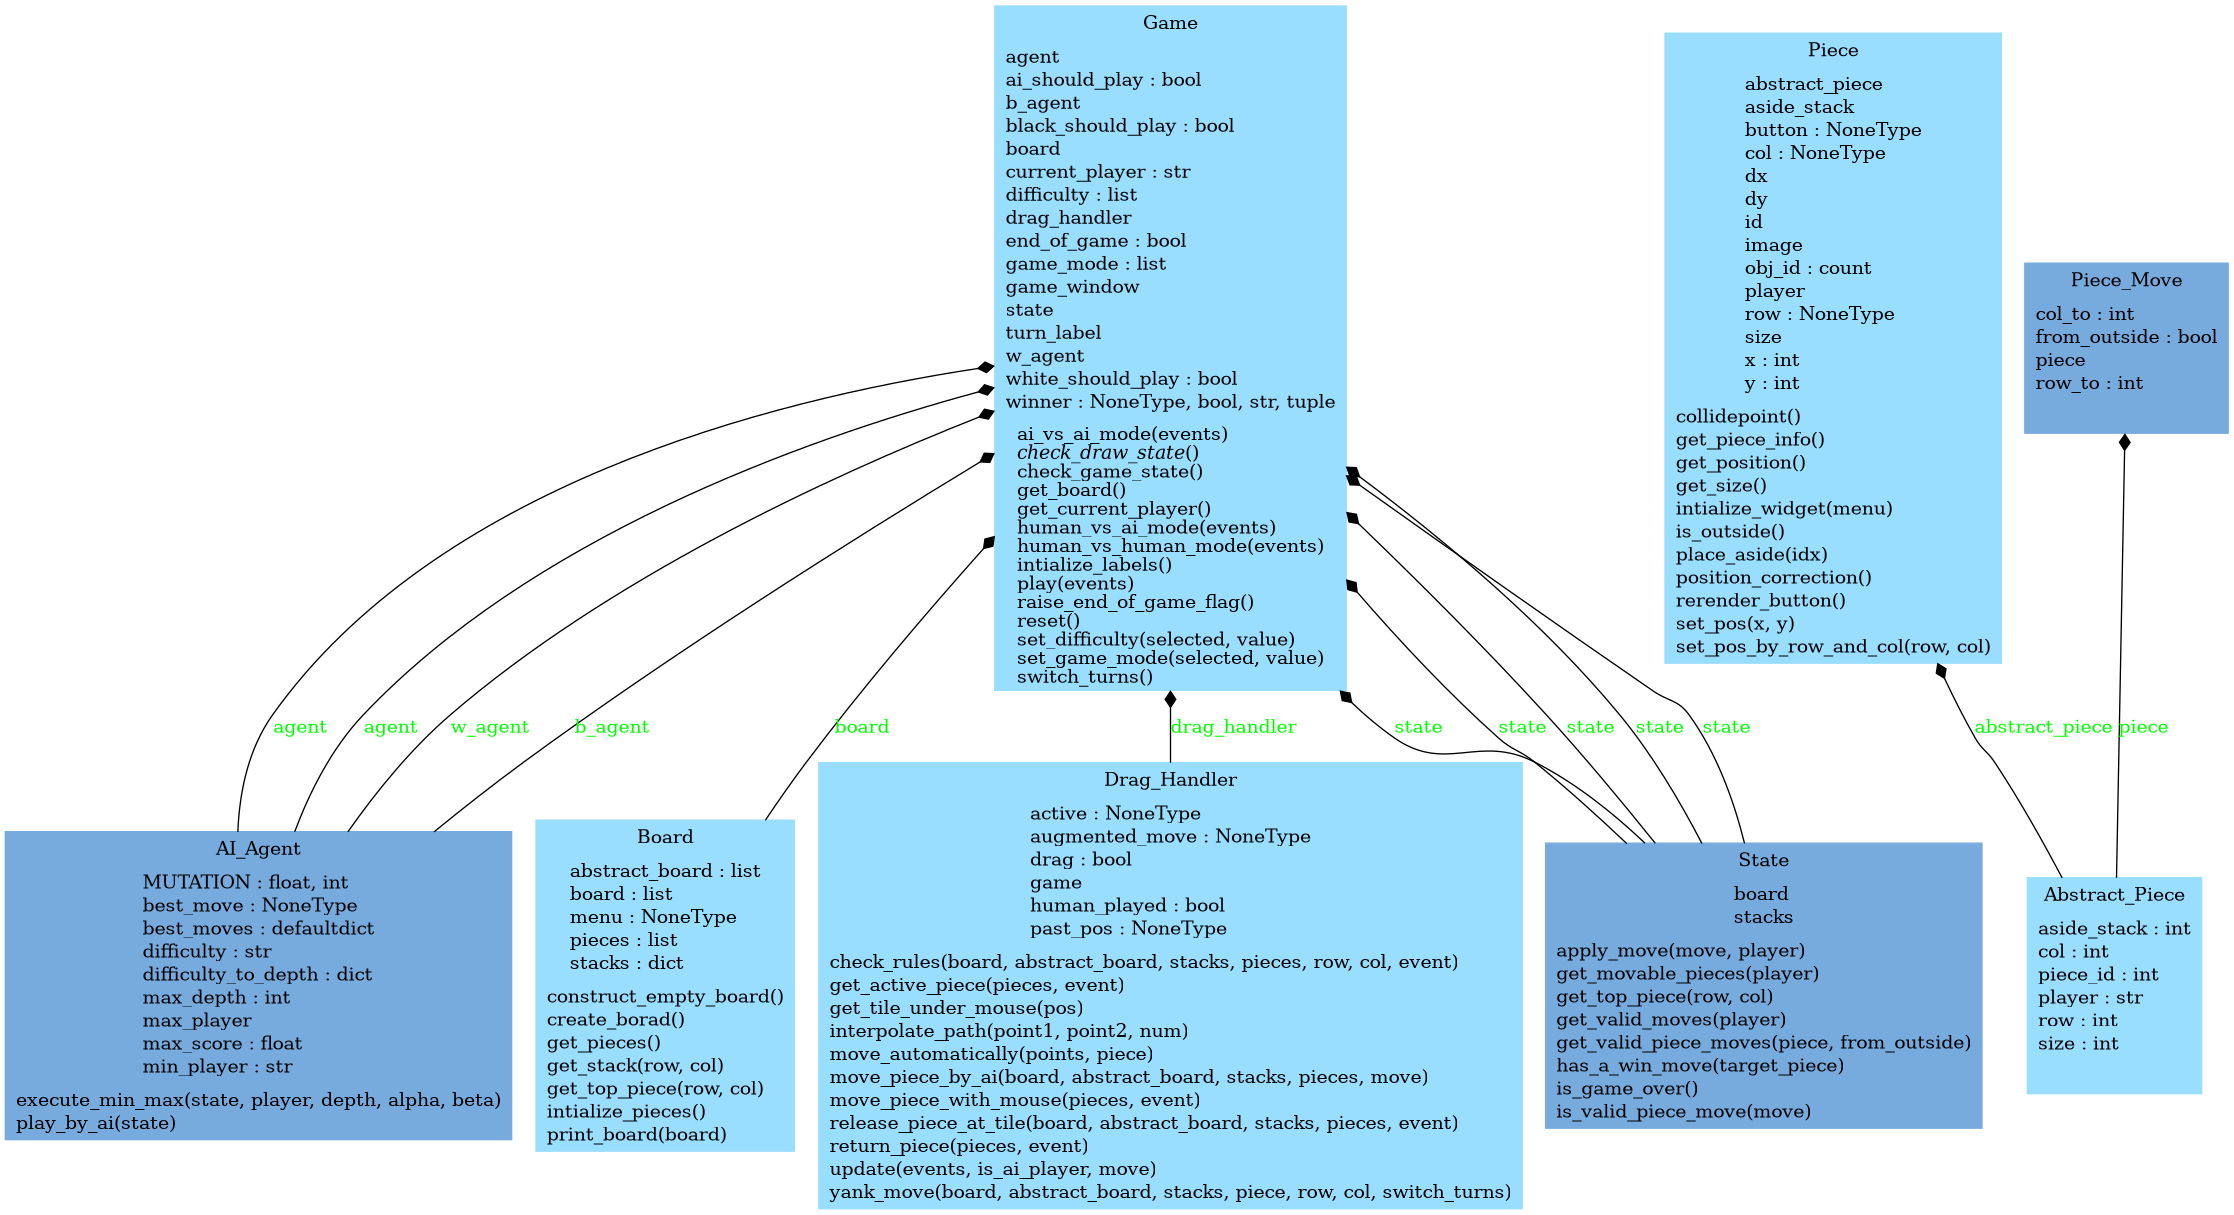 Game
agent
ai_should_play : bool
b_agent
black_should_play : bool
board
current_player : str
difficulty : list
drag_handler
end_of_game : bool
game_mode : list
game_window
state
turn_label
w_agent
white_should_play : bool
winner : NoneType, bool, str, tuple
ai_vs_ai_mode(events)
check_draw_state()
check_game_state()
get_board()
get_current_player()
human_vs_ai_mode(events)
human_vs_human_mode(events)
intialize_labels()
play(events)
raise_end_of_game_flag()
reset()
set_difficulty(selected, value)
set_game_mode(selected, value)
switch_turns()
Piece
abstract_piece
aside_stack
button : NoneType
col : NoneType
dx
dy
id
image
obj_id : count
player
row : NoneType
size
x : int
y : int
collidepoint()
get_piece_info()
get_position()
get_size()
intialize_widget(menu)
is_outside()
place_aside(idx)
position_correction()
rerender_button()
set_pos(x, y)
set_pos_by_row_and_col(row, col)
Piece_Move
col_to : int
from_outside : bool
piece
row_to : int
agent
agent
w_agent
b_agent
board
drag_handler
state
state
state
state
state
abstract_piece
piece
AI_Agent
MUTATION : float, int
best_move : NoneType
best_moves : defaultdict
difficulty : str
difficulty_to_depth : dict
max_depth : int
max_player
max_score : float
min_player : str
execute_min_max(state, player, depth, alpha, beta)
play_by_ai(state)
Board
abstract_board : list
board : list
menu : NoneType
pieces : list
stacks : dict
construct_empty_board()
create_borad()
get_pieces()
get_stack(row, col)
get_top_piece(row, col)
intialize_pieces()
print_board(board)
Drag_Handler
active : NoneType
augmented_move : NoneType
drag : bool
game
human_played : bool
past_pos : NoneType
check_rules(board, abstract_board, stacks, pieces, row, col, event)
get_active_piece(pieces, event)
get_tile_under_mouse(pos)
interpolate_path(point1, point2, num)
move_automatically(points, piece)
move_piece_by_ai(board, abstract_board, stacks, pieces, move)
move_piece_with_mouse(pieces, event)
release_piece_at_tile(board, abstract_board, stacks, pieces, event)
return_piece(pieces, event)
update(events, is_ai_player, move)
yank_move(board, abstract_board, stacks, piece, row, col, switch_turns)
State
board
stacks
apply_move(move, player)
get_movable_pieces(player)
get_top_piece(row, col)
get_valid_moves(player)
get_valid_piece_moves(piece, from_outside)
has_a_win_move(target_piece)
is_game_over()
is_valid_piece_move(move)
Abstract_Piece
aside_stack : int
col : int
piece_id : int
player : str
row : int
size : int